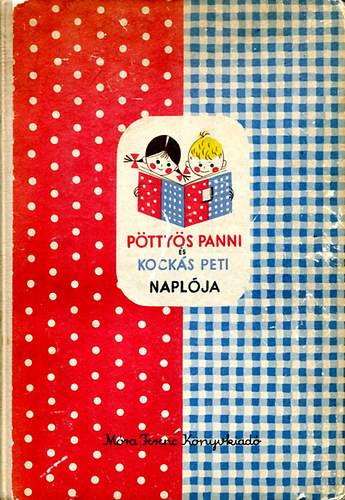 PÖTTYÖS PANNI
és
KOCKÁS PETI
NAPLÓJA
Móra Ferenc Könyvkiadó